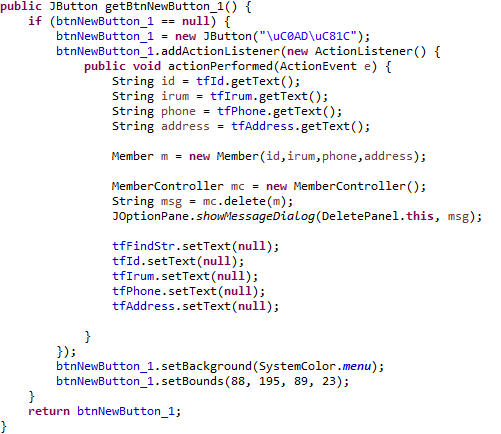 public JButton getBtnNewButton_1() {
    if (btnNewButton_1 == null) {
        btnNewButton_1 = new JButton("\uC0AD\uC81C");
        btnNewButton_1.addActionListener(new ActionListener() {
            public void actionPerformed(ActionEvent e) {
                String id = tfId.getText();
                String irum = tfIrum.getText();
                String phone = tfPhone.getText();
                String address = tfAddress.getText();

                Member m = new Member(id,irum,phone,address);

                MemberController mc = new MemberController();
                String msg = mc.delete(m);
                JOptionPane.showMessageDialog(DeletePanel.this, msg);

                tfFindStr.setText(null);
                tfId.setText(null);
                tfIrum.setText(null);
                tfPhone.setText(null);
                tfAddress.setText(null);

            }
        });
        btnNewButton_1.setBackground(SystemColor.menu);
        btnNewButton_1.setBounds(88, 195, 89, 23);
    }
    return btnNewButton_1;
}